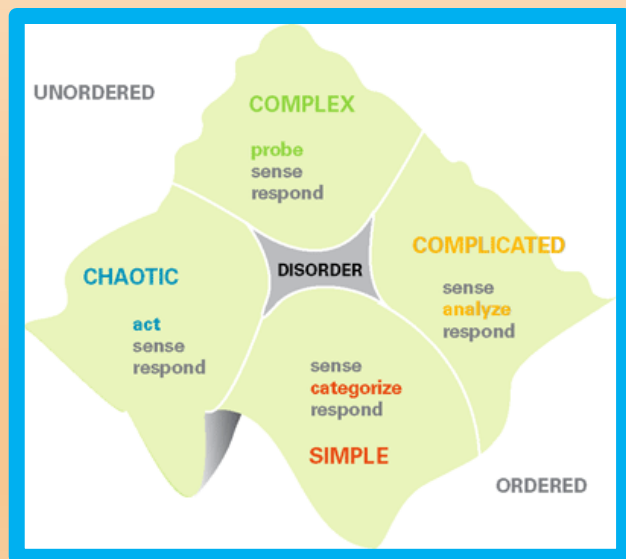 UNORDERED
COMPLEX
probe
sense
respond
COMPLICATED
sense
analyze
respond
CHAOTIC
act
sense
respond
DISORDER
sense
categorize
respond
SIMPLE
ORDERED